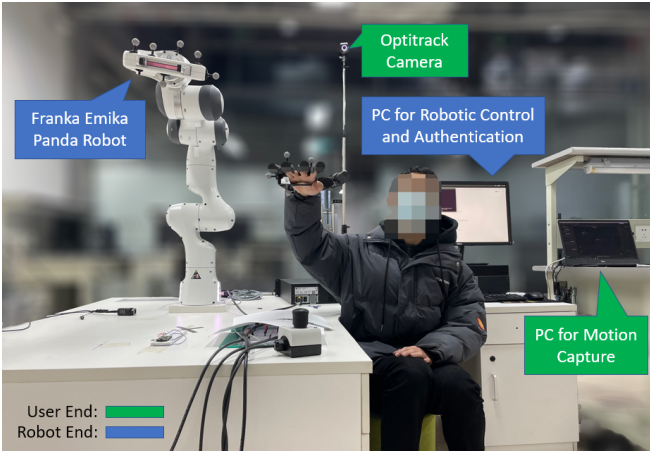 Optitrack
Camera
Franka Emika
Panda Robot
PC for Robotic Control
and Authentication
PC for Motion
Capture
User End:
Robot End: